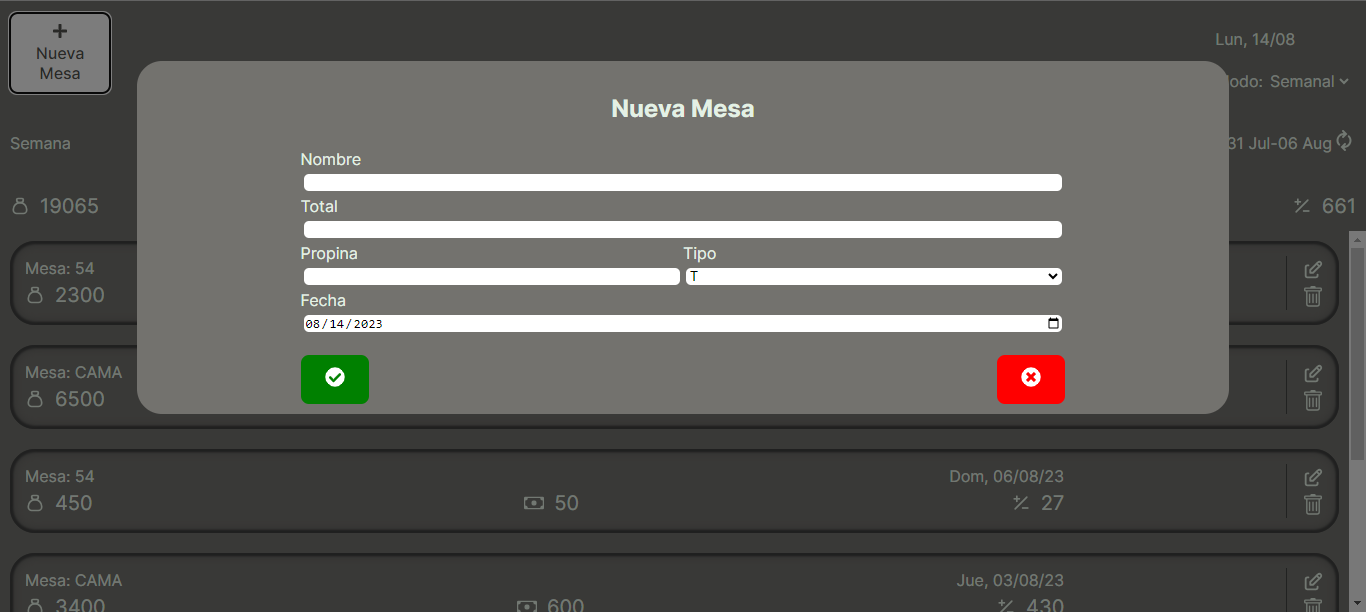 Nueva
Mesa
Lun, 14/08
odo: Semanal
Nueva Mesa
Semana
31 Jul-06 Aug
Nombre
Total
19065
661
Propina
Tipo
T
Fecha
08/14/2023
Mesa: 54
2300
Mesa: CAMA
6500
Mesa: 54
Dom, 06/08/23
450
50
27
Mesa: CAMA
Jue, 03/08/23
3400
600
430